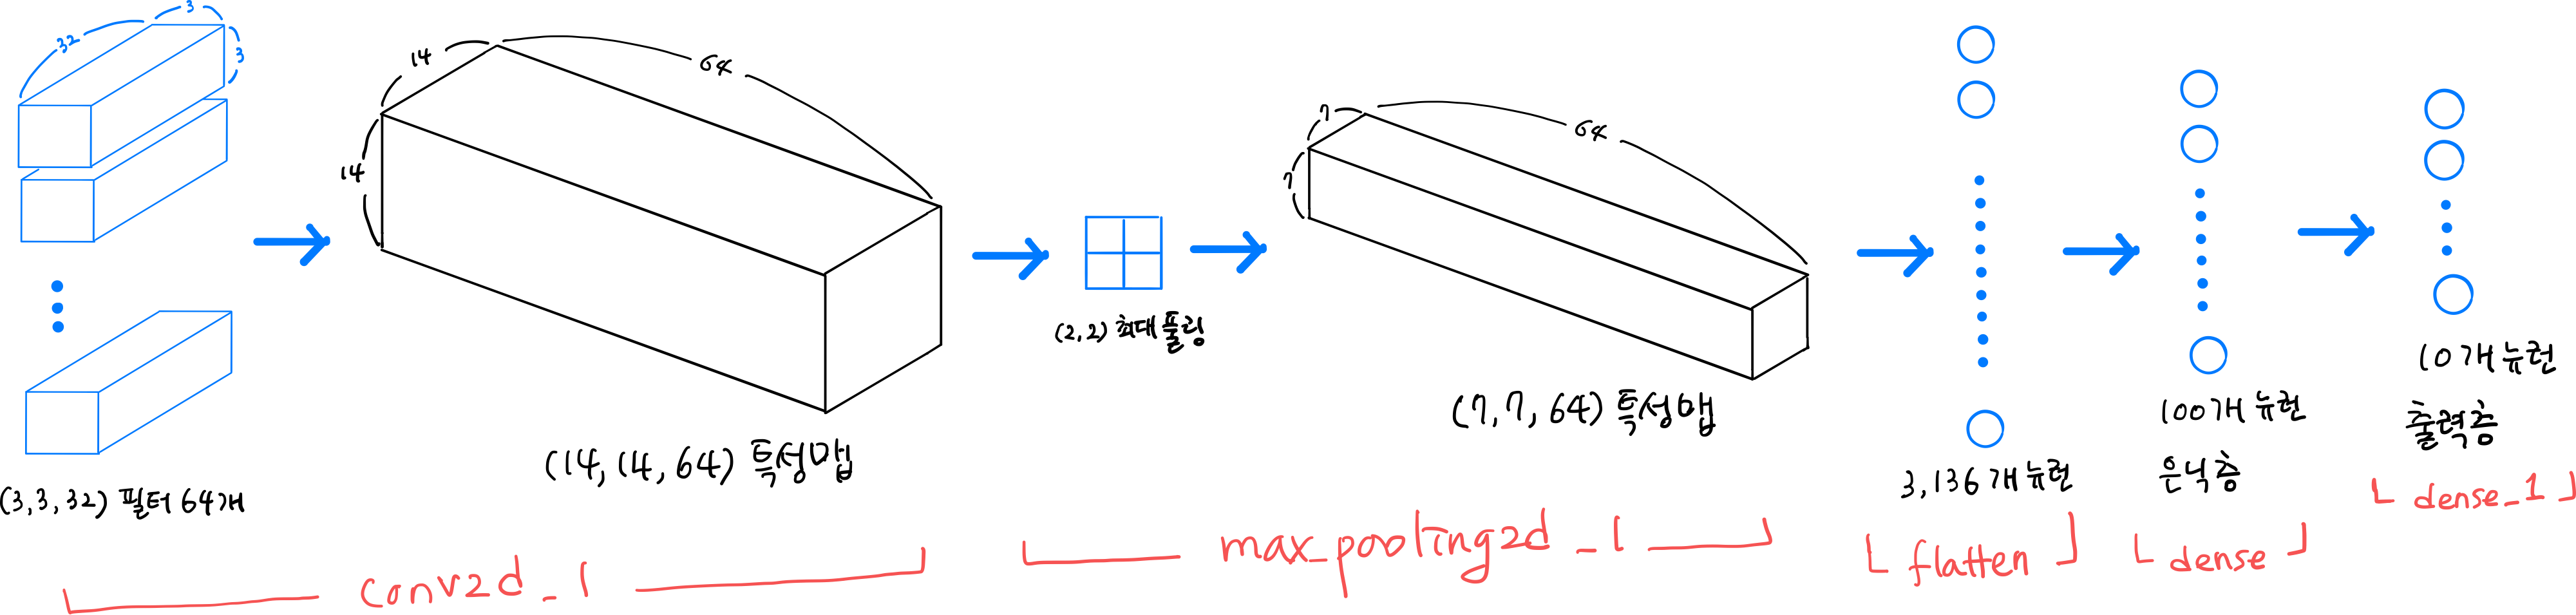 3
32
3
(3,3,32) 필터 64개
14
64
14
(14,14,64) 특성맵
conv2d_1
(2,2) 최대 풀링
7
64
7
(7,7,64) 특성맵
max_pooling2d_1
3,136개 뉴런
flatten
100개 뉴런
은닉층
dense
10개 뉴런
출력층
dense_1